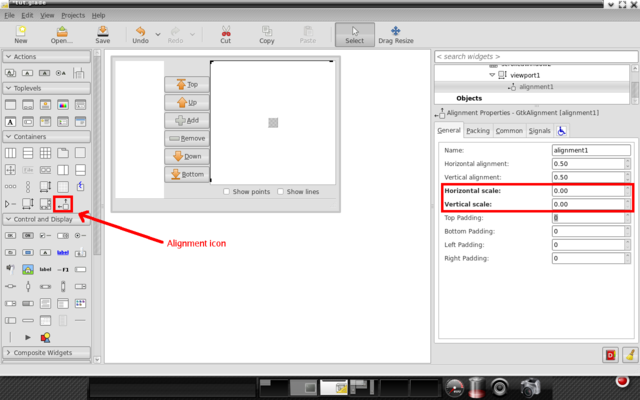 *tut.glade
File Edit View Projects Help
New Open... Save Undo Redo Cut Copy Paste Select Drag Resize
Actions
Toplevels
Containers
Control and Display
label
label F1
Composite Widgets
Top
Up
Add
Remove
Down
Bottom
Show points Show lines
Alignment icon
< search widgets >
viewport1
alignment1
Objects
Alignment Properties - GtkAlignment [alignment1]
General Packing Common Signals
Name: alignment1
Horizontal alignment: 0.50
Vertical alignment: 0.50
Horizontal scale: 0.00
Vertical scale: 0.00
Top Padding: 0
Bottom Padding: 0
Left Padding: 0
Right Padding: 0